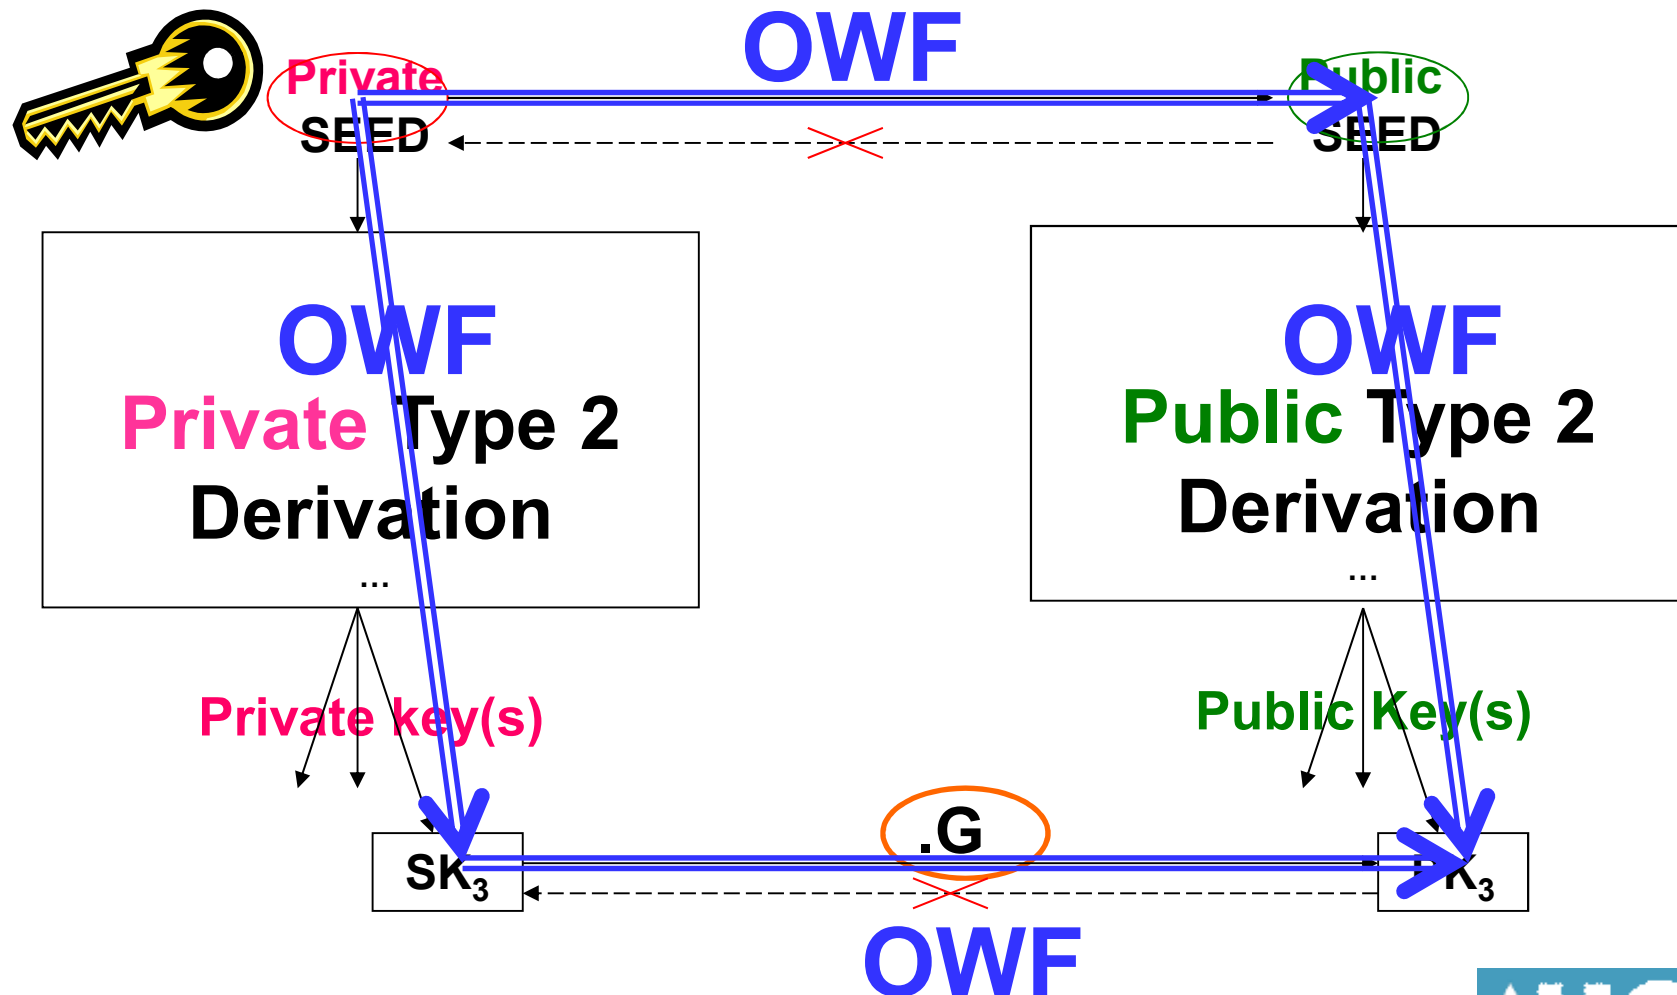 OWF
Private
SEED
Public
SEED
OWF
Private Type 2
Derivation
...
OWF
Public Type 2
Derivation
...
Private key(s)
Public Key(s)
.G
SK3
K3
OWF